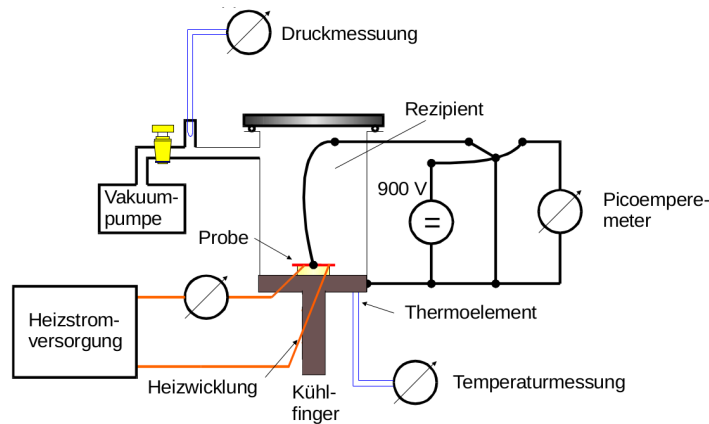 Druckmessuung
Rezipient
Vakuum-
pumpe
900 V
=
Picoempere-
meter
Probe
Heizstrom-
versorgung
Thermoelement
Heizwicklung
Kühl-
finger
Temperaturmessung